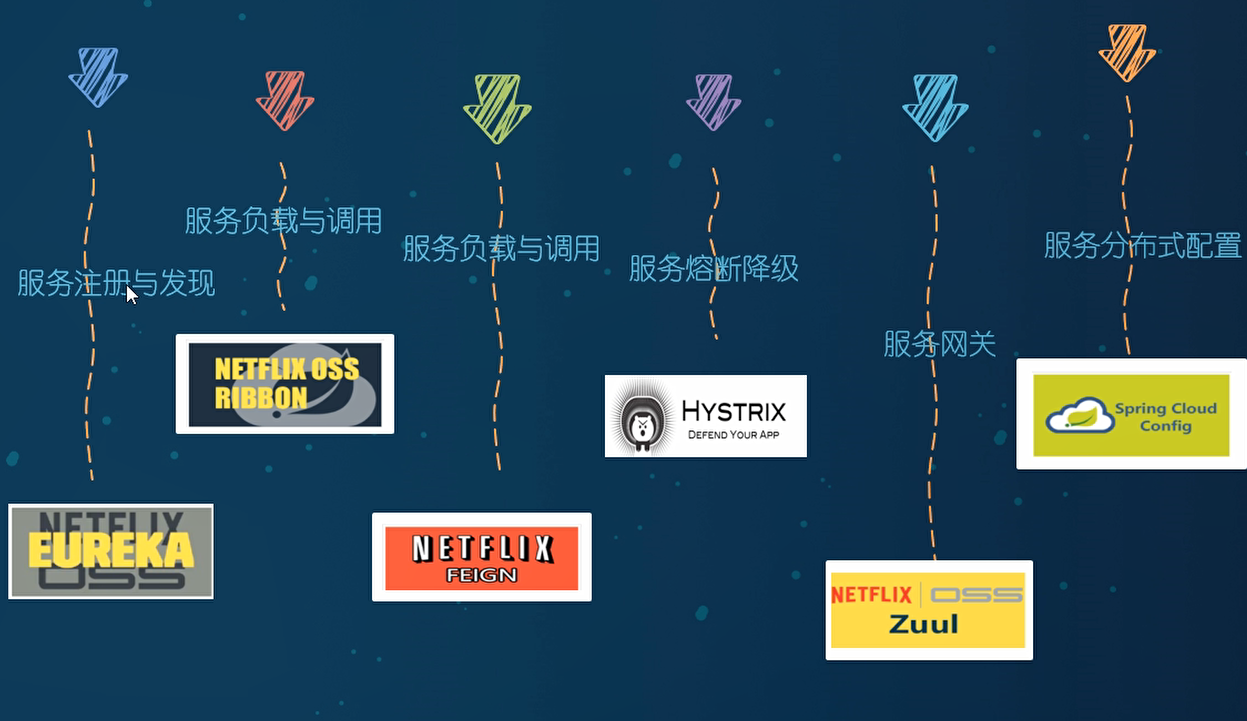 服务注册与发现
NETFLIX
EUREKA
OSS
服务负载与调用
NETFLIX OSS
RIBBON
服务负载与调用
NETFLIX
FEIGN
服务熔断降级
HYSTRIX
DEFEND YOUR APP
服务网关
NETFLIX OSS
Zuul
服务分布式配置
Spring Cloud
Config